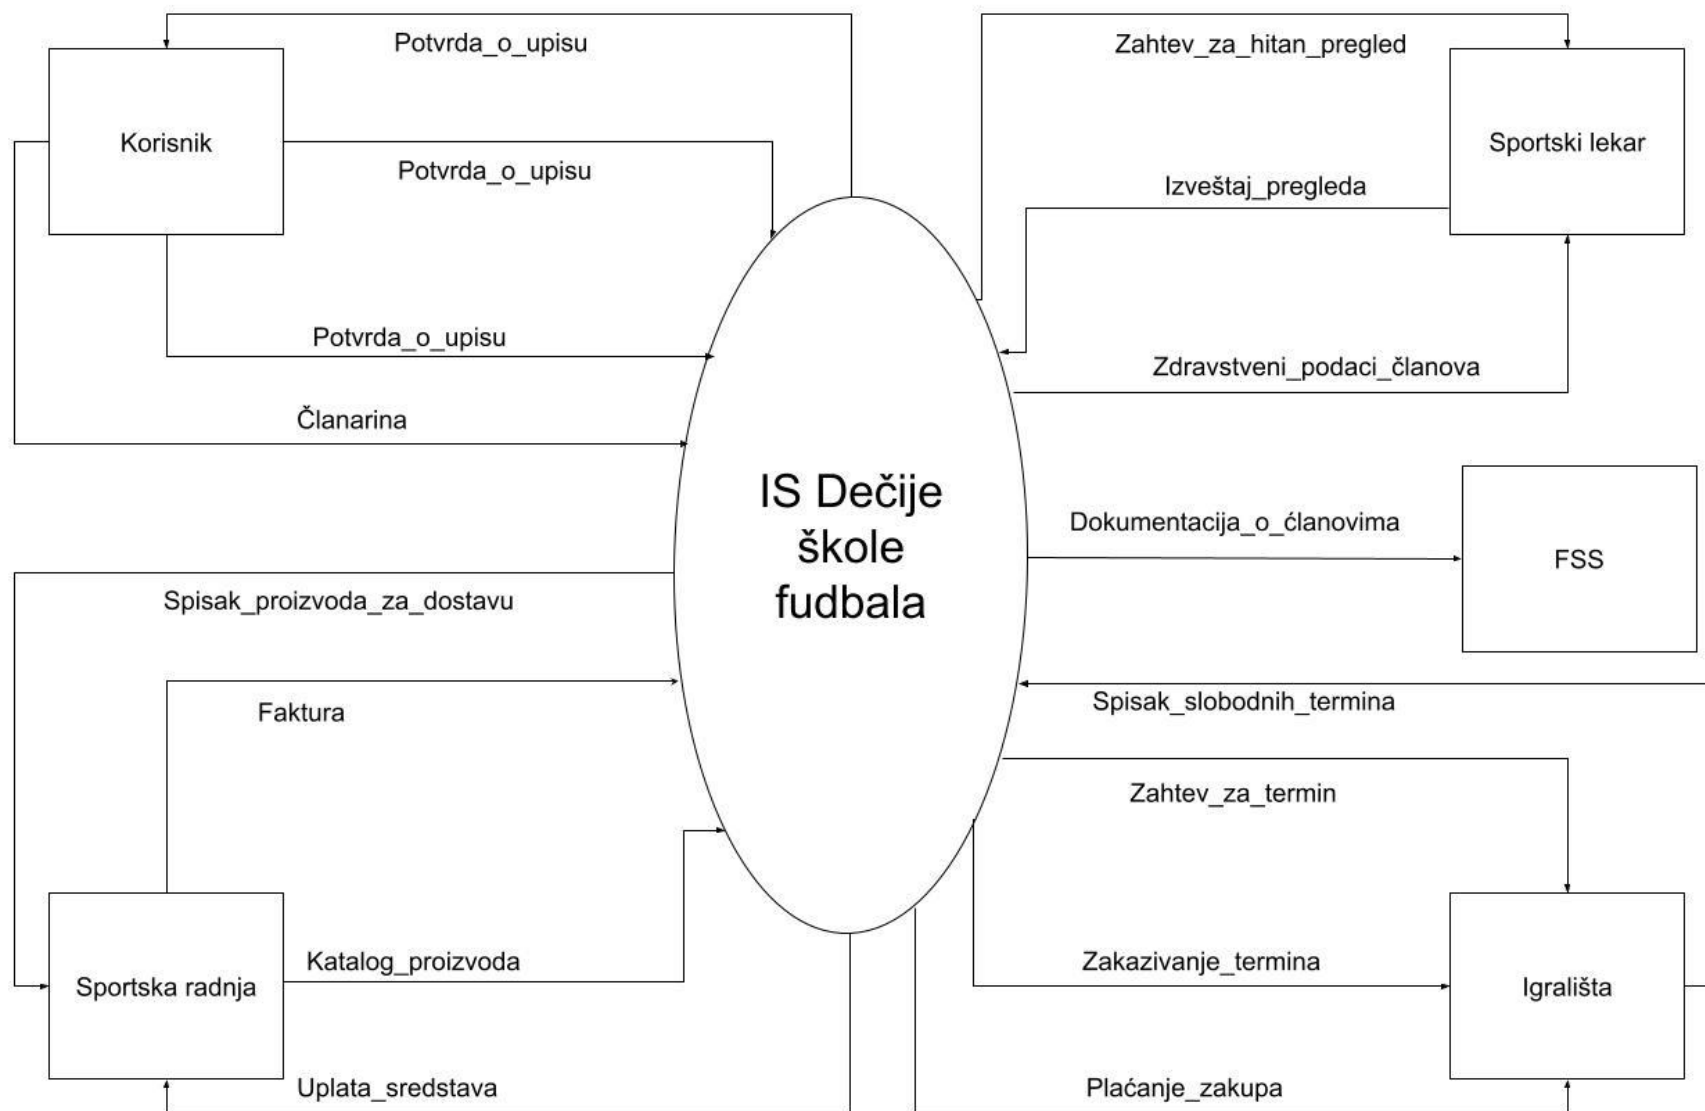 Potvrda_o_upisu
Zahtev_za_hitan_pregled
Korisnik
Sportski lekar
Potvrda_o_upisu
Izveštaj_pregleda
Potvrda_o_upisu
Zdravstveni_podaci_članova
Članarina
IS Dečije
škole
fudbala
Dokumentacija_o_ćlanovima
FSS
Spisak_proizvoda_za_dostavu
Faktura
Spisak_slobodnih_termina
Zahtev_za_termin
Katalog_proizvoda
Zakazivanje_termina
Sportska radnja
Igrališta
Uplata_sredstava
Plaćanje_zakupa